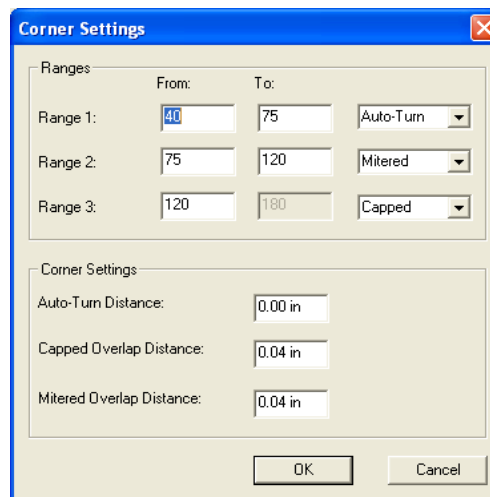 Corner Settings
Ranges
From: To:
Range 1: 40 75 Auto-Turn
Range 2: 75 120 Mitered
Range 3: 120 180 Capped
Corner Settings
Auto-Turn Distance: 0.00 in
Capped Overlap Distance: 0.04 in
Mitered Overlap Distance: 0.04 in
OK Cancel